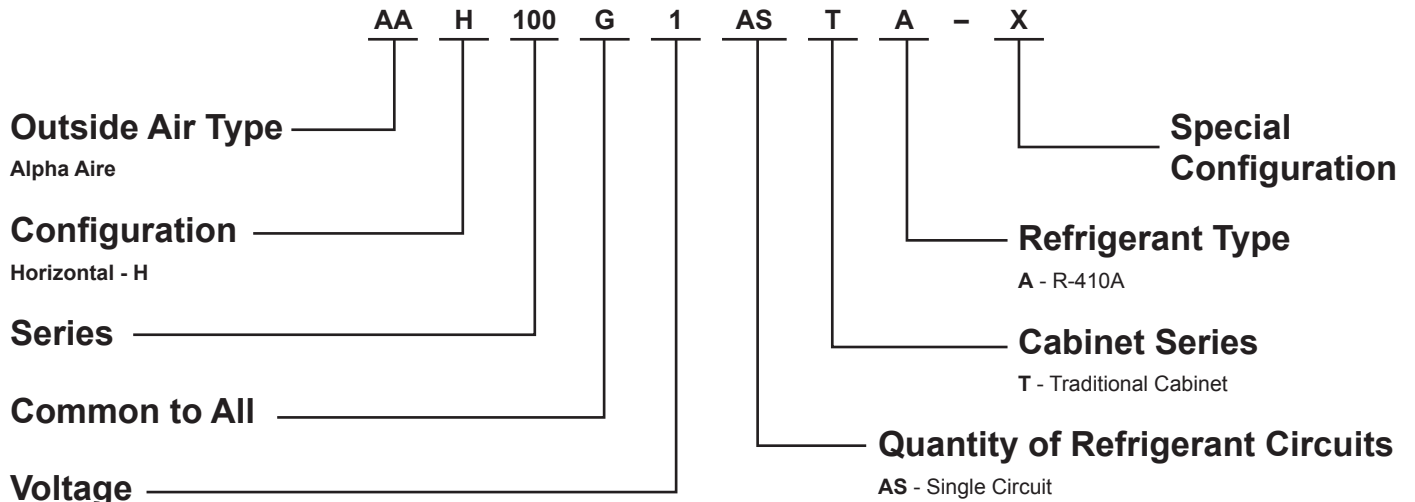 AA H 100 G 1 AS T A – X
Outside Air Type
Alpha Aire
Configuration
Horizontal - H
Series
Common to All
Voltage
Special
Configuration
Refrigerant Type
A - R-410A
Cabinet Series
T - Traditional Cabinet
Quantity of Refrigerant Circuits
AS - Single Circuit